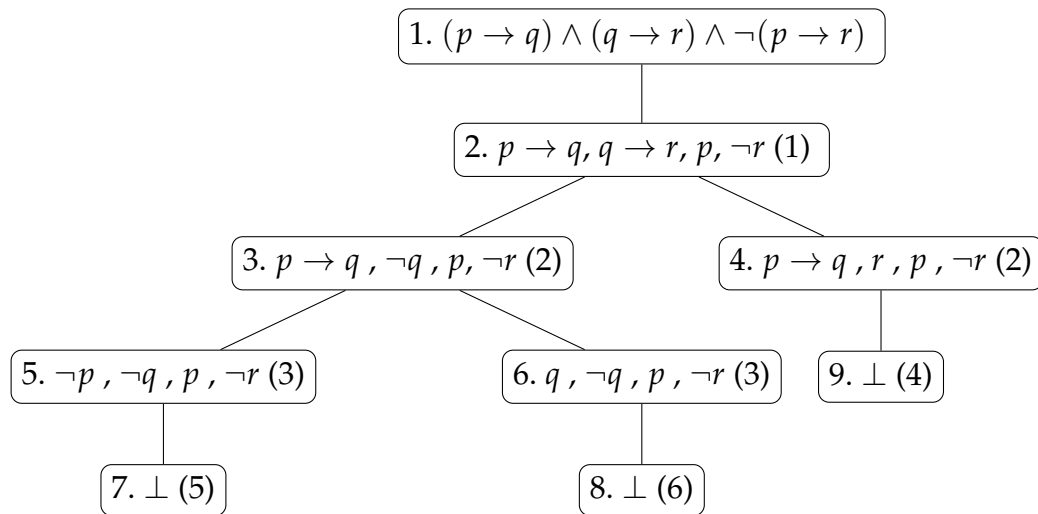 1. (p → q) ∧ (q → r) ∧ ¬(p → r)
2. p → q, q → r, p, ¬r (1)
3. p → q , ¬q , p, ¬r (2)
4. p → q , r , p , ¬r (2)
5. ¬p , ¬q , p , ¬r (3)
6. q , ¬q , p , ¬r (3)
9. ⊥ (4)
7. ⊥ (5)
8. ⊥ (6)